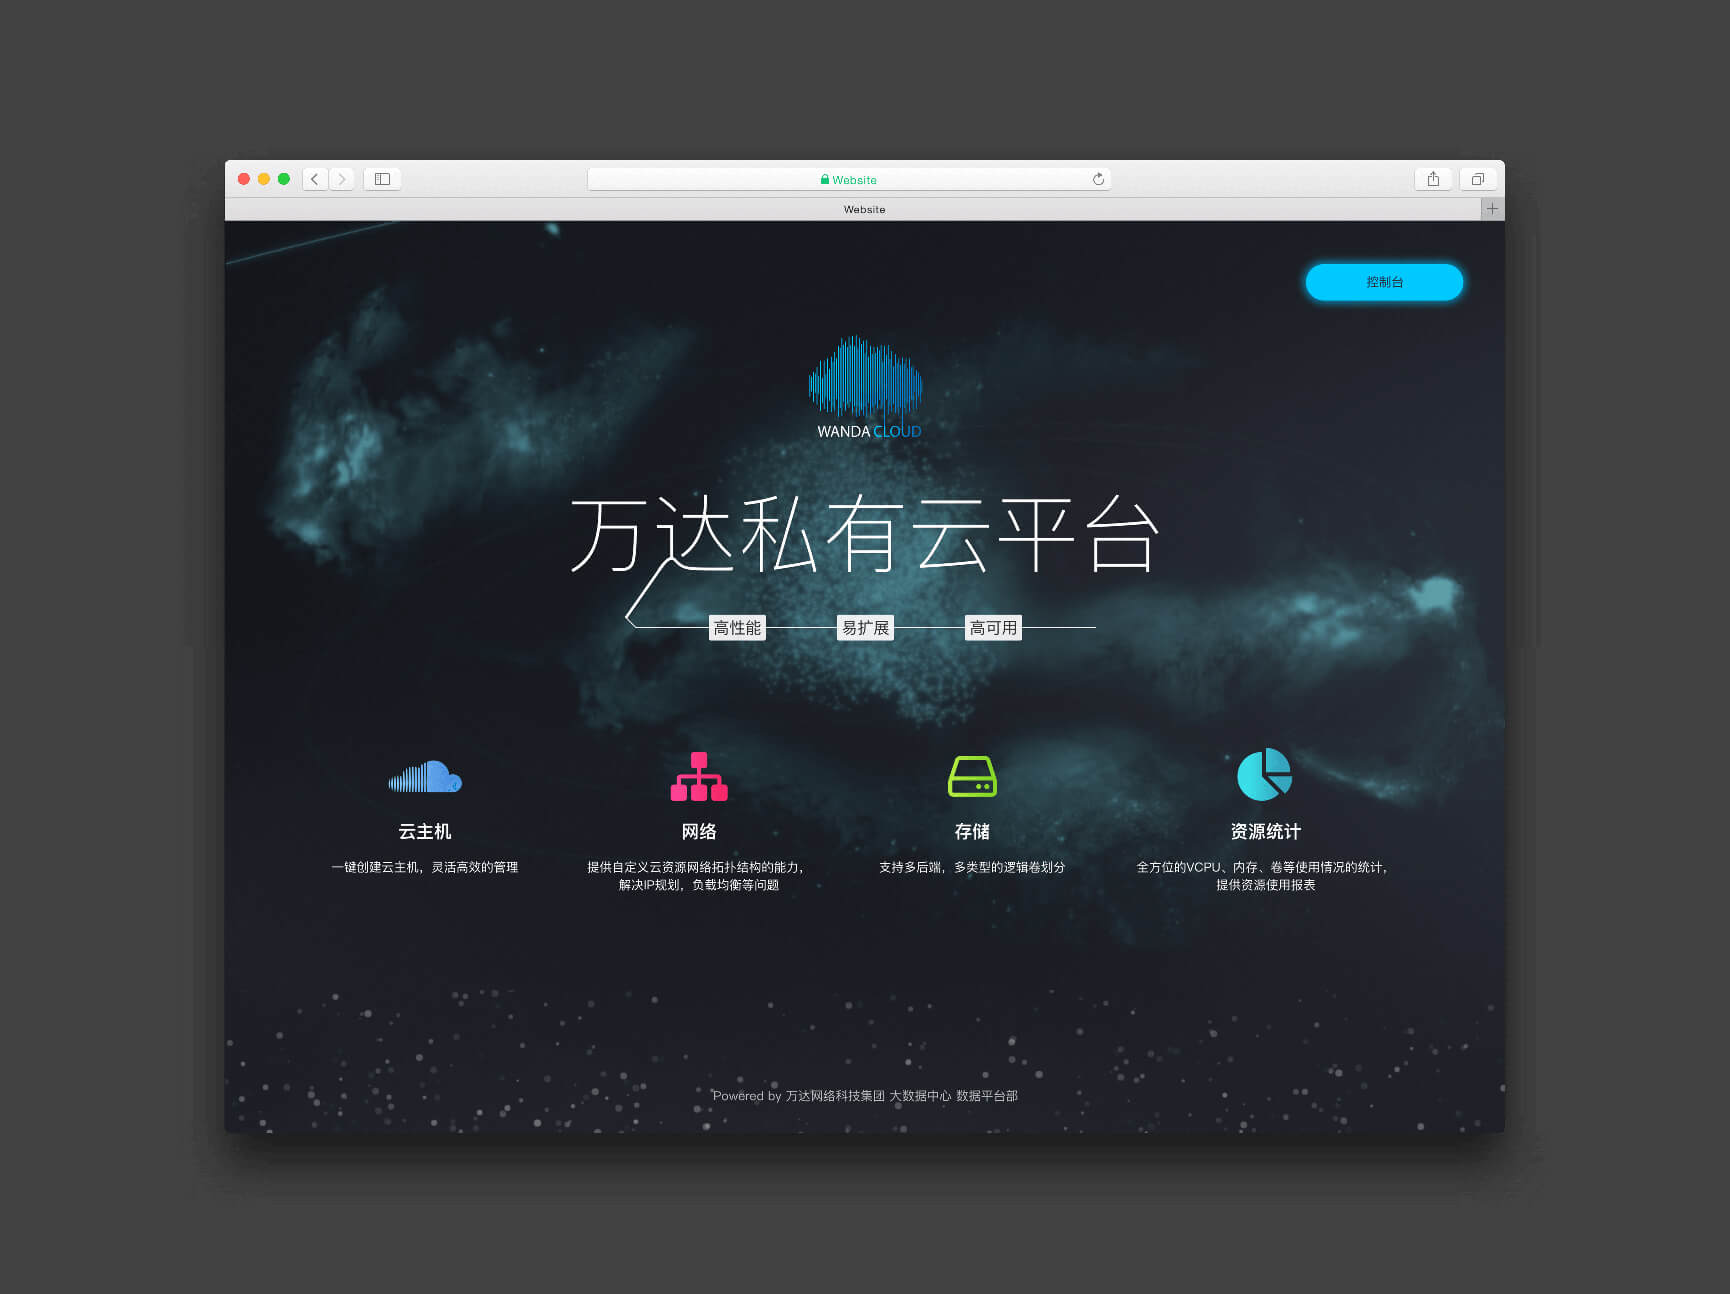 Website
Website
控制台
WANDA CLOUD
万达私有云平台
高性能 易扩展 高可用
云主机
一键创建云主机，灵活高效的管理
网络
提供自定义云资源网络拓扑结构的能力，
解决IP规划，负载均衡等问题
存储
支持多后端，多类型的逻辑卷划分
资源统计
全方位的VCPU、内存、卷等使用情况的统计，
提供资源使用报表
Powered by 万达网络科技集团 大数据中心 数据平台部